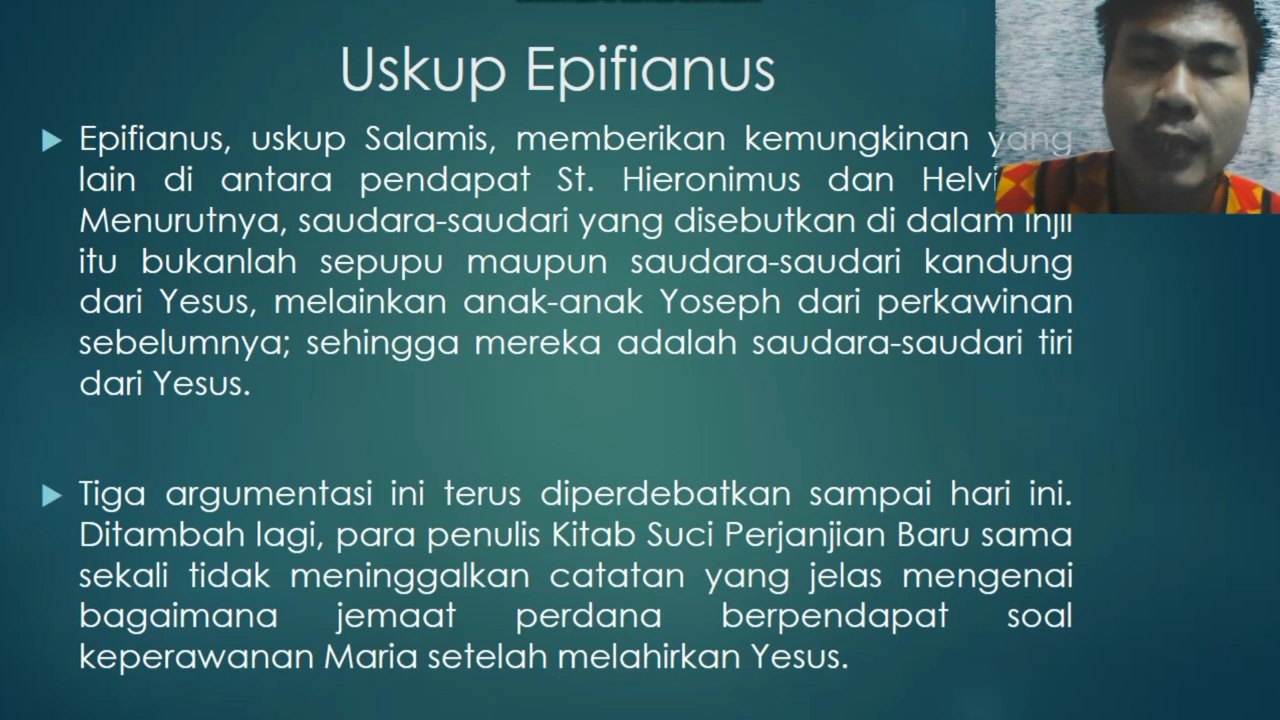 Uskup Epifianus
Epifianus, uskup Salamis, memberikan kemungkinan yang
lain di antara pendapat St. Hieronimus dan
Menurutnya, saudara-saudari yang disebutkan di dalam Injil
itu bukanlah sepupu maupun saudara-saudari kandung
dari Yesus, melainkan anak-anak Yoseph dari perkawinan
sebelumnya; sehingga mereka adalah saudara-saudari tiri
dari Yesus.
Tiga argumentasi ini terus diperdebatkan sampai hari ini.
Ditambah lagi, para penulis Kitab Suci Perjanjian Baru sama
sekali tidak meninggalkan catatan yang jelas mengenai
bagaimana jemaat perdana berpendapat soal
keperawanan Maria setelah melahirkan Yesus.